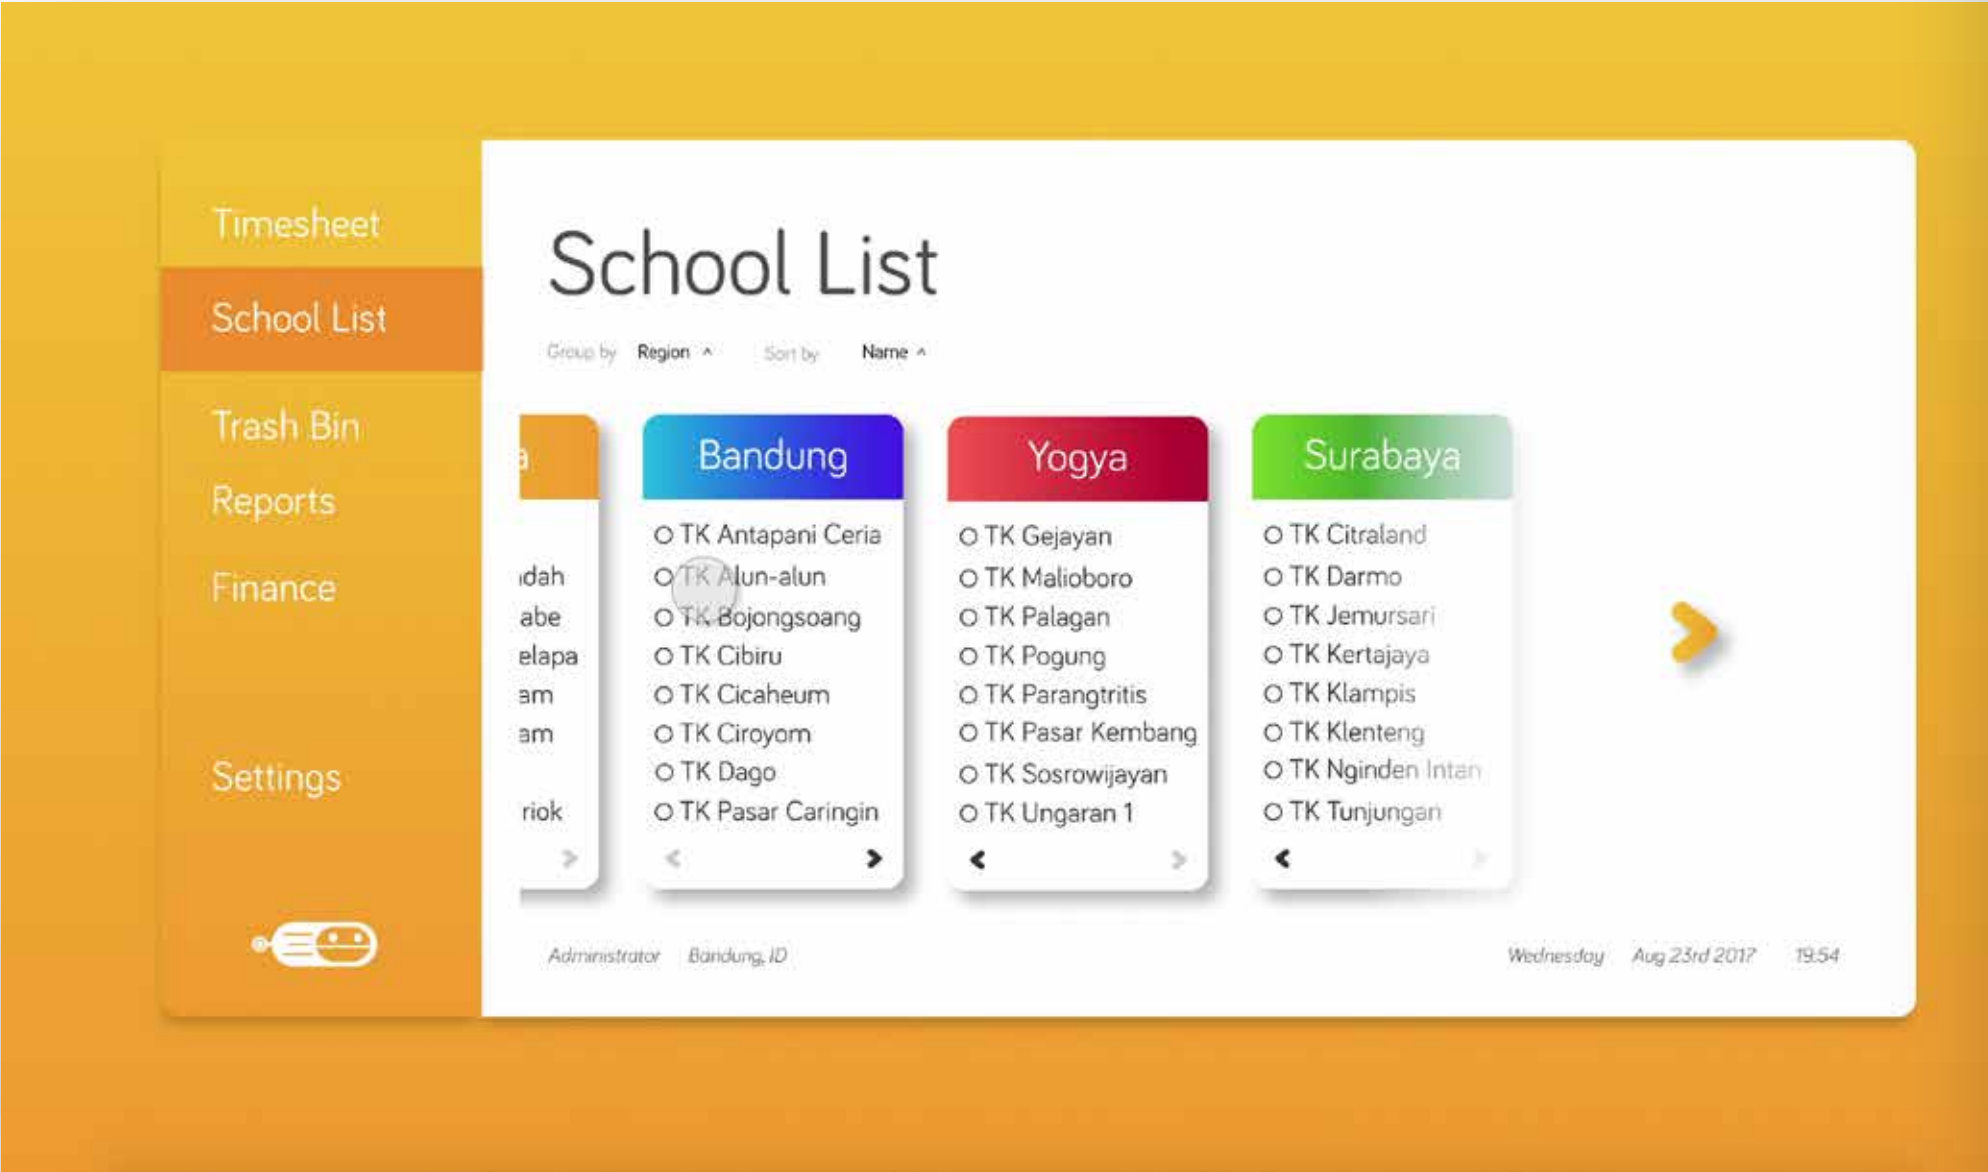 Timesheet
School List
Trash Bin
Reports
Finance
Settings
School List
Group by Region ^ Sort by Name ^
a
dah
abe
elapa
am
am
riok
Bandung
TK Antapani Ceria
TK Alun-alun
TK Bojongsoang
TK Cibiru
TK Cicaheum
TK Ciroyom
TK Dago
TK Pasar Caringin
Yogya
TK Gejayan
TK Malioboro
TK Palagan
TK Pogung
TK Parangtritis
TK Pasar Kembang
TK Sosrowijayan
TK Ungaran 1
Surabaya
TK Citraland
TK Darmo
TK Jemursari
TK Kertajaya
TK Klampis
TK Klenteng
TK Nginden Intan
TK Tunjungan
Administrator Bandung, ID
Wednesday Aug 23rd 2017 19:54